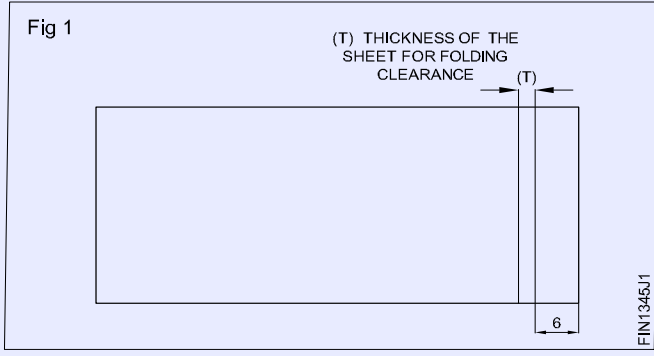 Fig 1
(T) THICKNESS OF THE
SHEET FOR FOLDING
CLEARANCE
(T)
6
FIN1345J1